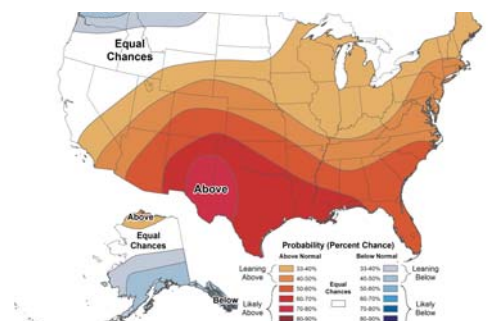 Equal
Chances
Above
Above
Equal
Chances
Below
Probability (Percent Chance)
Above Normal
Below Normal
Leaning
Above
33-40%
40-50%
50-60%
60-70%
70-80%
80-90%
Likely
Above
Equal
Chances
33-40%
40-50%
50-60%
60-70%
70-80%
80-90%
Leaning
Below
Likely
Below